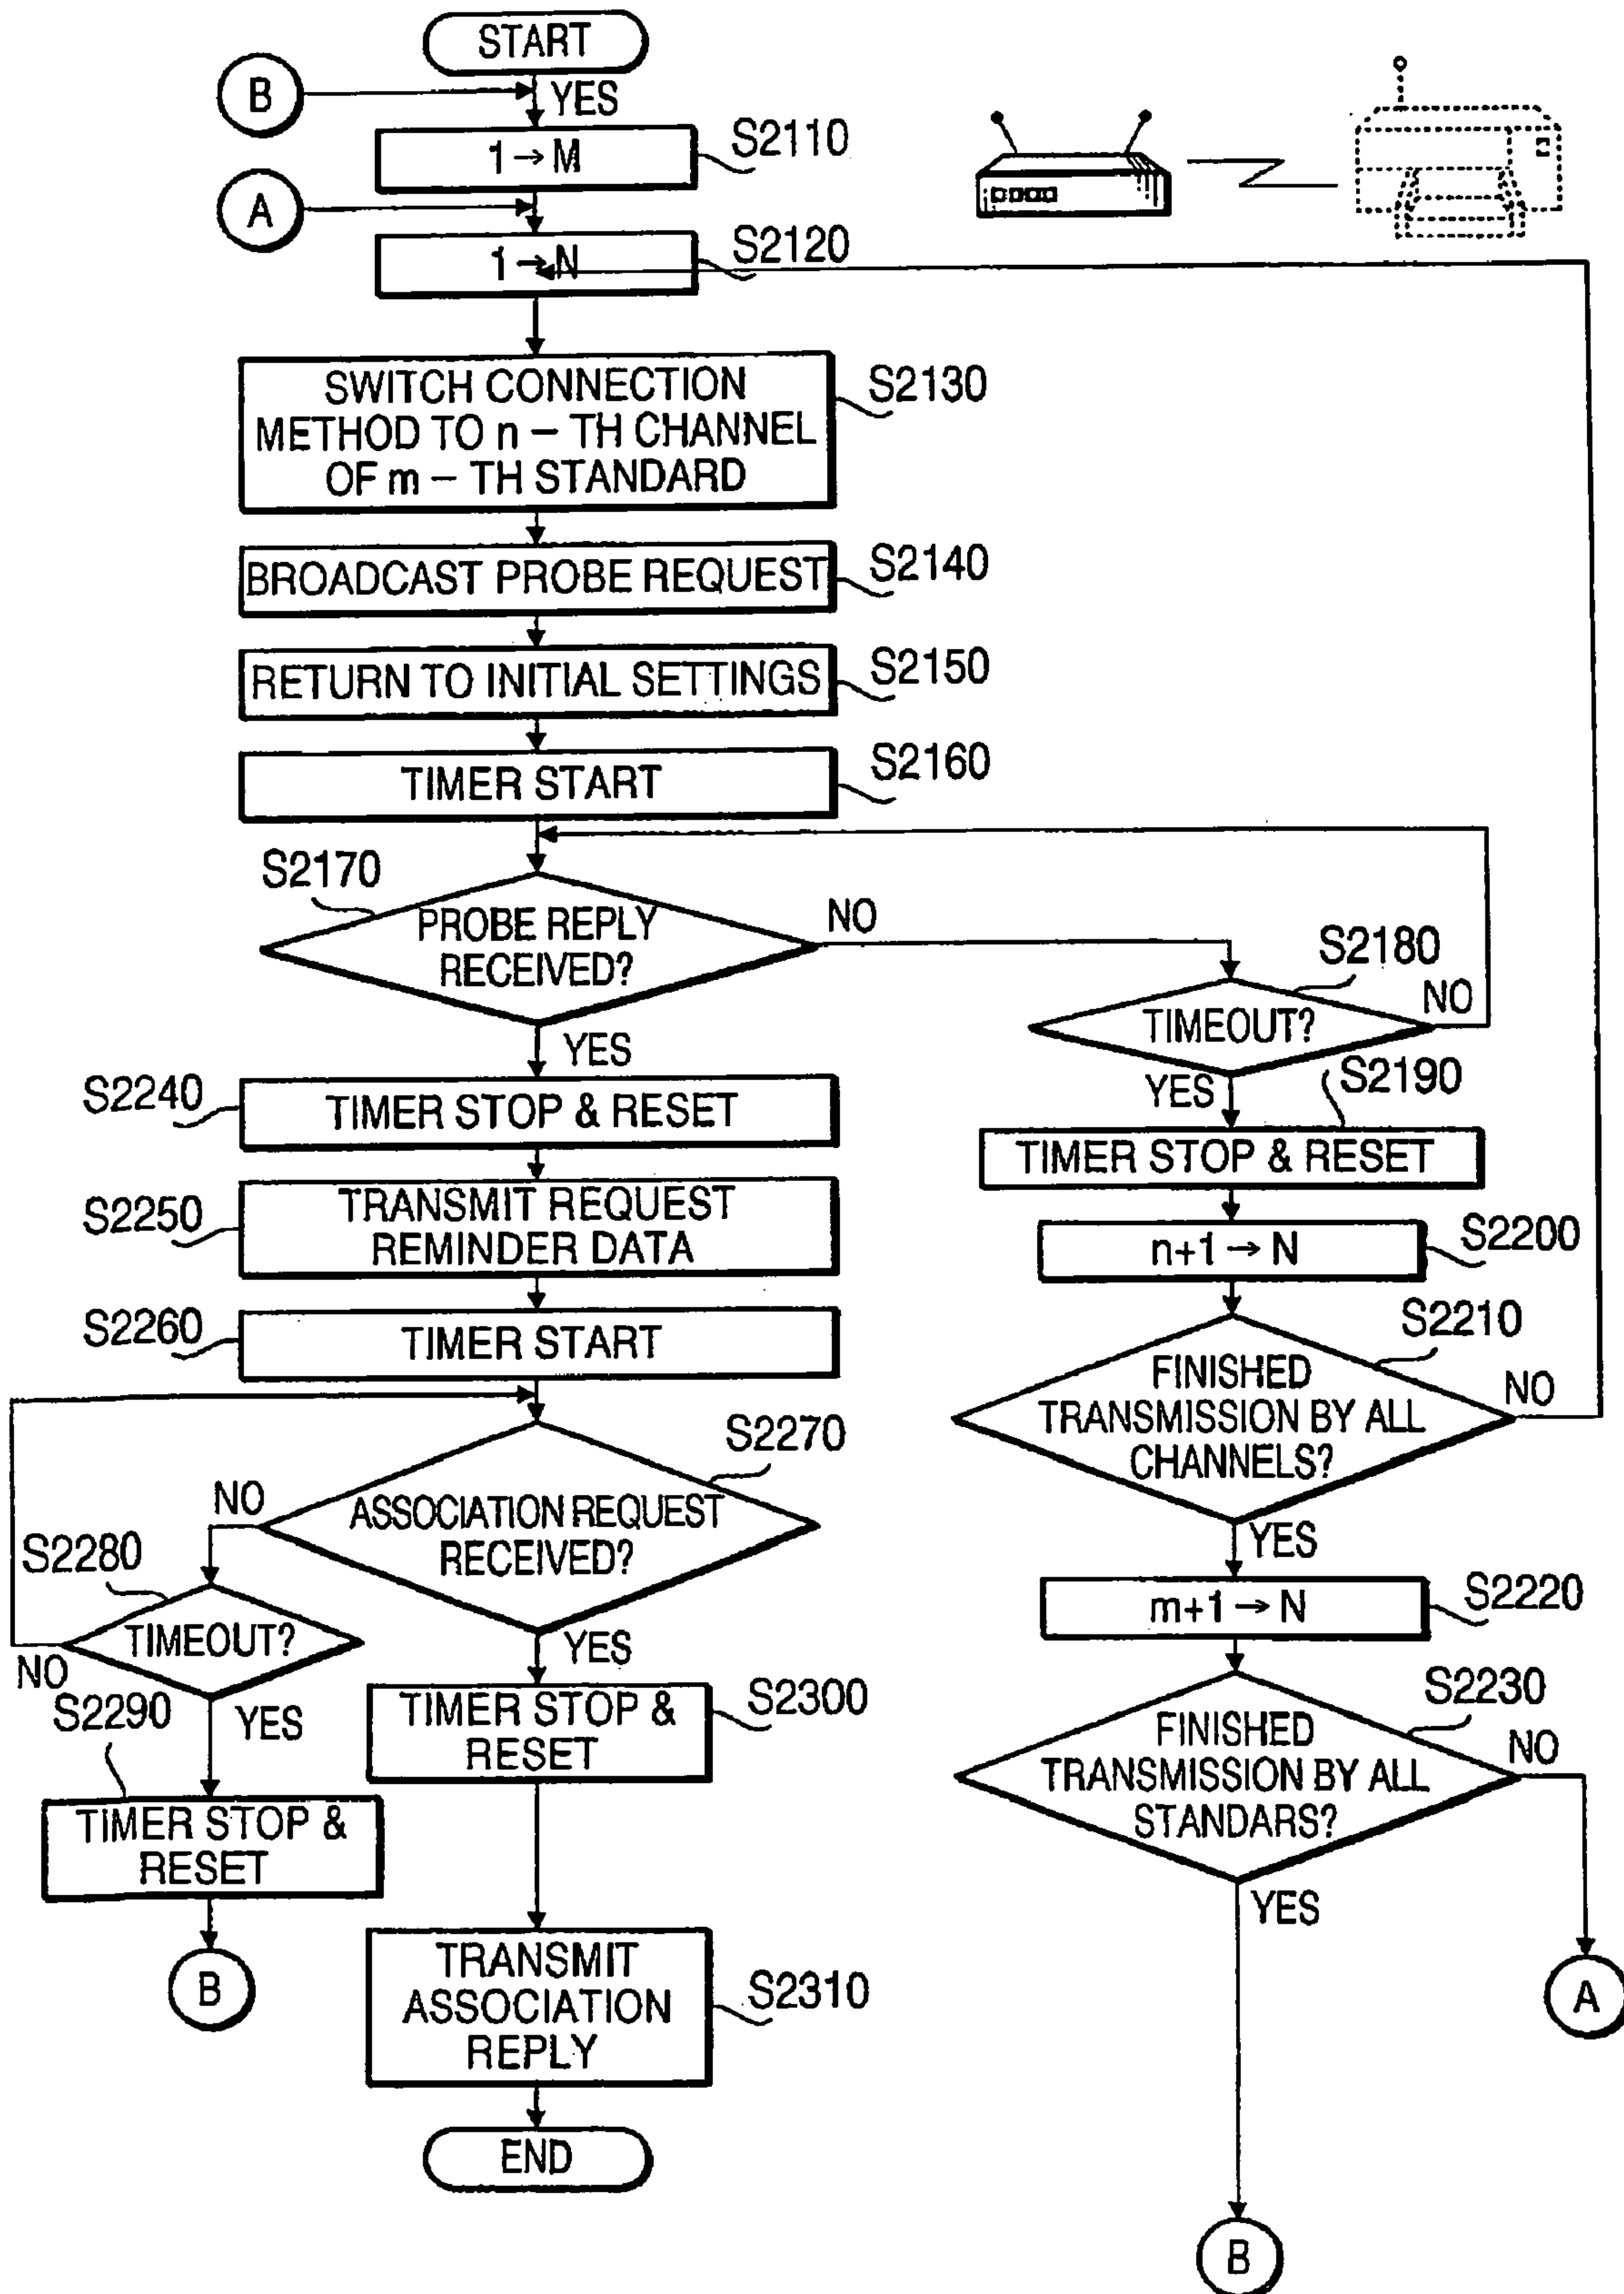 START
B
YES
1→M
S2110
A
1→N
S2120
SWITCH CONNECTION
METHOD TO n – TH CHANNEL
OF m – TH STANDARD
S2130
BROADCAST PROBE REQUEST
S2140
RETURN TO INITIAL SETTINGS
S2150
TIMER START
S2160
S2170
PROBE REPLY
RECEIVED?
NO
YES
S2180
TIMEOUT?
NO
YES
S2190
TIMER STOP & RESET
n+1→N
S2200
S2210
FINISHED
TRANSMISSION BY ALL
CHANNELS?
NO
YES
m+1→N
S2220
S2230
FINISHED
TRANSMISSION BY ALL
STANDARS?
NO
YES
A
B
S2240
TIMER STOP & RESET
S2250
TRANSMIT REQUEST
REMINDER DATA
S2260
TIMER START
S2270
ASSOCIATION REQUEST
RECEIVED?
NO
YES
S2280
TIMEOUT?
NO
YES
S2290
TIMER STOP &
RESET
B
TIMER STOP &
RESET
S2300
TRANSMIT
ASSOCIATION
REPLY
S2310
END